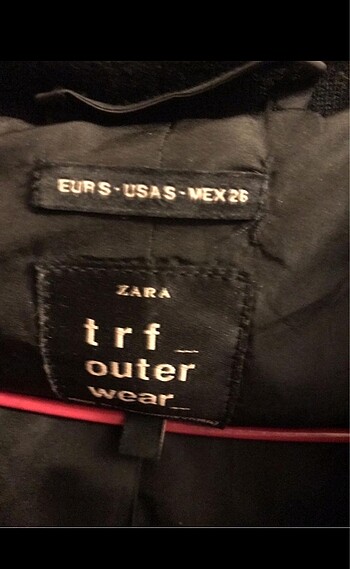 EUR S - USA S - MEX 26
ZARA
trf_
outer
wear_